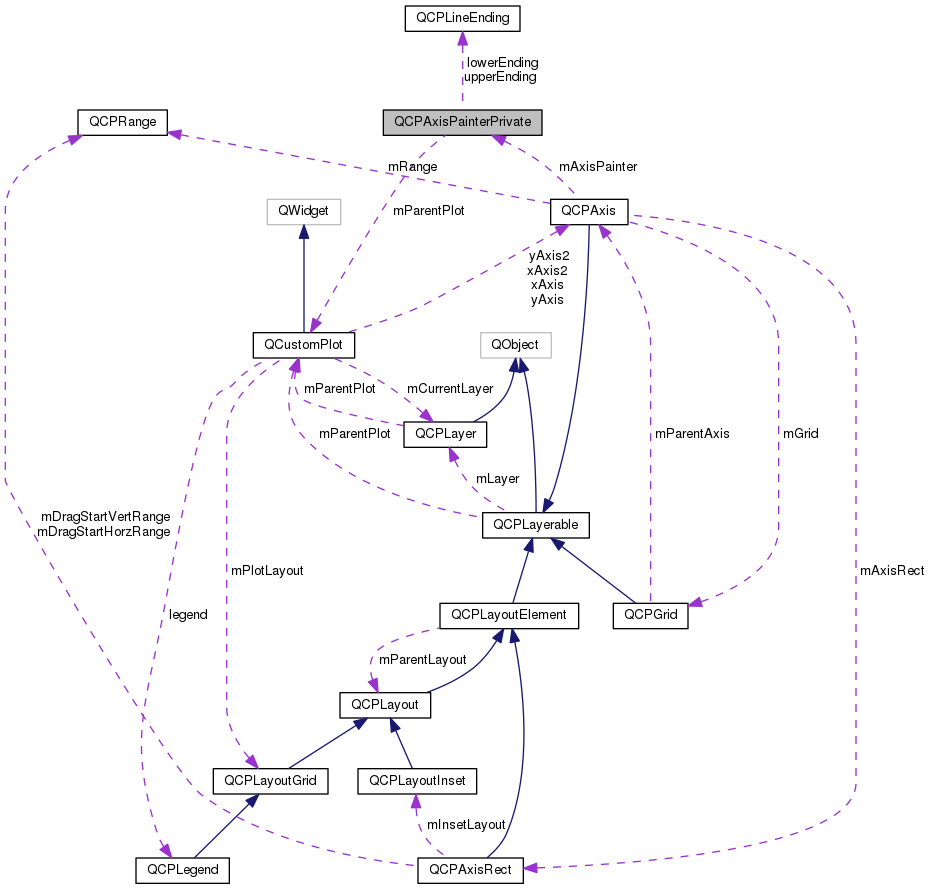 QCPLineEnding
lowerEnding
upperEnding
QCPRange
QCPAxisPainterPrivate
mRange
mAxisPainter
QWidget
mParentPlot
QCPAxis
yAxis2
xAxis2
xAxis
yAxis
QCustomPlot
QObject
mParentPlot
mCurrentLayer
QCPLayer
mParentPlot
mParentAxis
mGrid
mLayer
mDragStartVertRange
mDragStartHorzRange
QCPLayerable
mPlotLayout
mAxisRect
legend
QCPLayoutElement
QCPGrid
mParentLayout
QCPLayout
QCPLayoutGrid
QCPLayoutInset
mInsetLayout
QCPLegend
QCPAxisRect